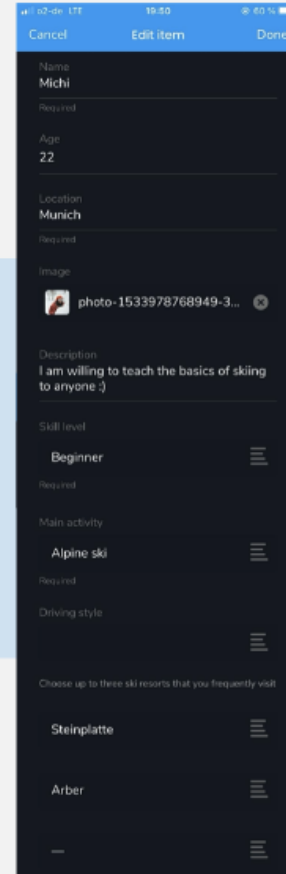 o2-de LTE 19:50 60 %
Cancel Edit item Done
Name
Michi
Required
Age
22
Location
Munich
Required
Image
photo-1533978768949-3...
Description
I am willing to teach the basics of skiing
to anyone :)
Skill level
Beginner
Required
Main activity
Alpine ski
Required
Driving style
Choose up to three ski resorts that you frequently visit
Steinplatte
Arber
—